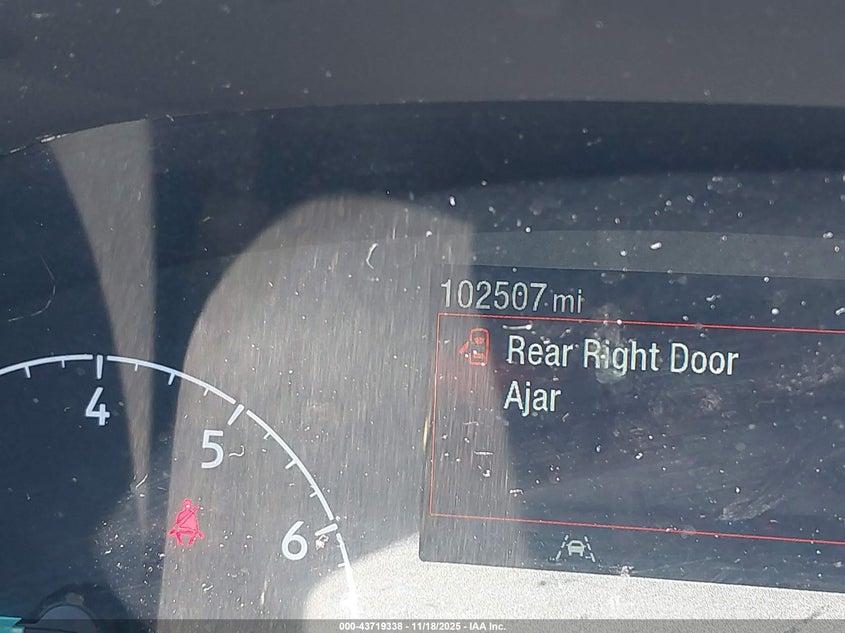 102507 mi
Rear Right Door
Ajar
4
5
6
000-43719338 - 11/18/2025 - IAA Inc.